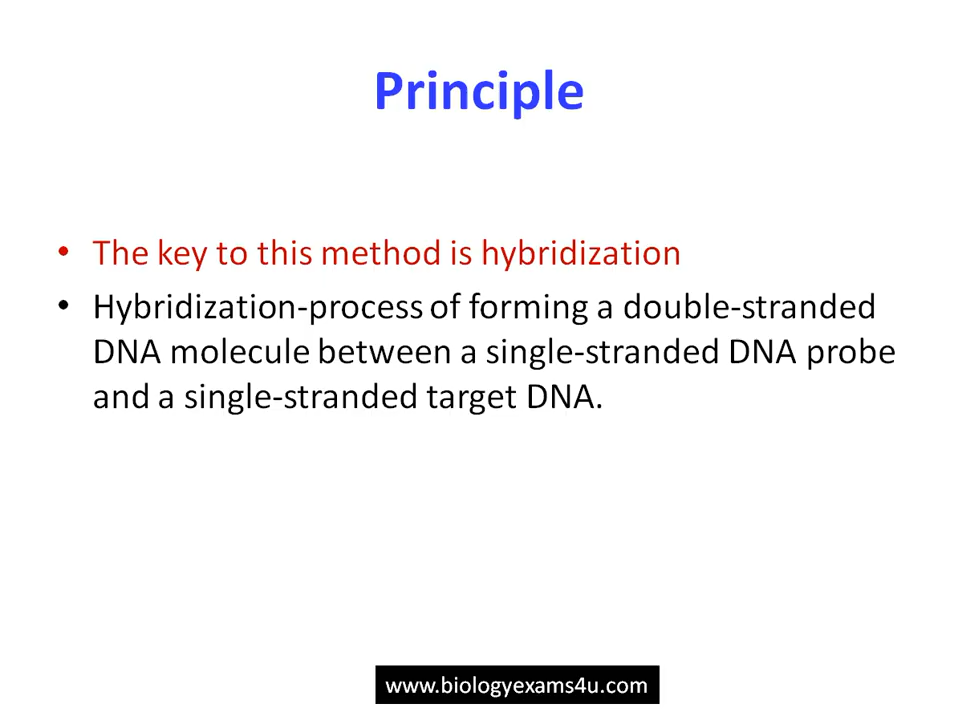 Principle
• The key to this method is hybridization
• Hybridization-process of forming a double-stranded
DNA molecule between a single-stranded DNA probe
and a single-stranded target DNA.
www.biologyexams4u.com